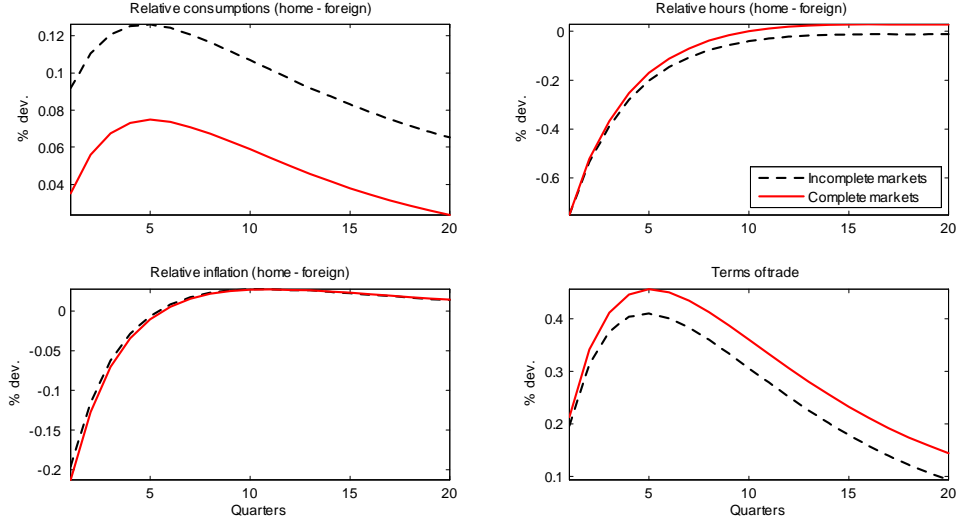 Relative consumptions (home - foreign)
% dev.
0.12
0.1
0.08
0.06
0.04
5
10
15
20
Relative hours (home - foreign)
% dev.
0
-0.2
-0.4
-0.6
Incomplete markets
Complete markets
5
10
15
20
Relative inflation (home - foreign)
% dev.
0
-0.05
-0.1
-0.15
-0.2
5
10
15
20
Quarters
Terms of trade
% dev.
0.4
0.3
0.2
0.1
5
10
15
20
Quarters